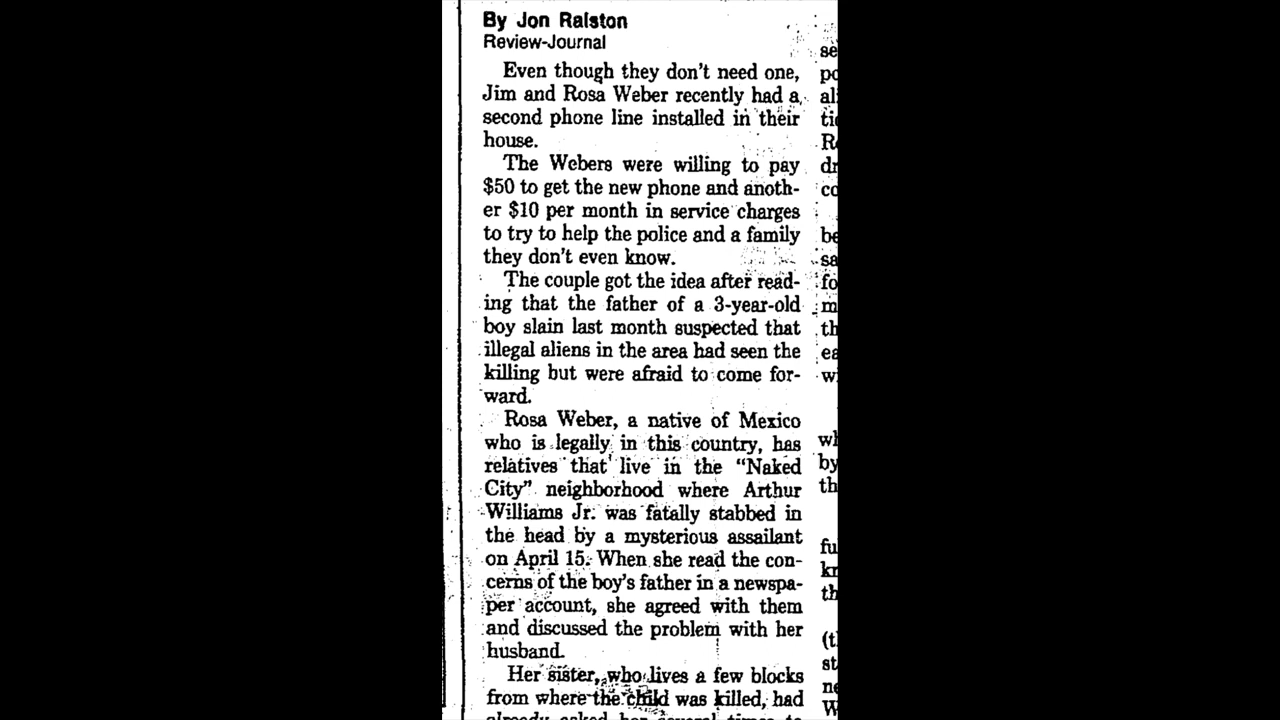 By Jon Ralston
Review-Journal
Even though they don't need one,
Jim and Rosa Weber recently had a
second phone line installed in their
house.
The Webers were willing to pay
$50 to get the new phone and anoth-
er $10 per month in service charges
to try to help the police and a family
they don't even know.
The couple got the idea after read-
ing that the father of a 3-year-old
boy slain last month suspected that
illegal aliens in the area had seen the
killing but were afraid to come for-
ward.
Rosa Weber, a native of Mexico
who is legally in this country, has
relatives that live in the "Naked
City" neighborhood where Arthur
Williams Jr. was fatally stabbed in
the head by a mysterious assailant
on April 15. When she read the con-
cerns of the boy's father in a newspa-
per account, she agreed with them
and discussed the problem with her
husband.
Her sister, who lives a few blocks
from where the child was killed, had
already asked her several times to